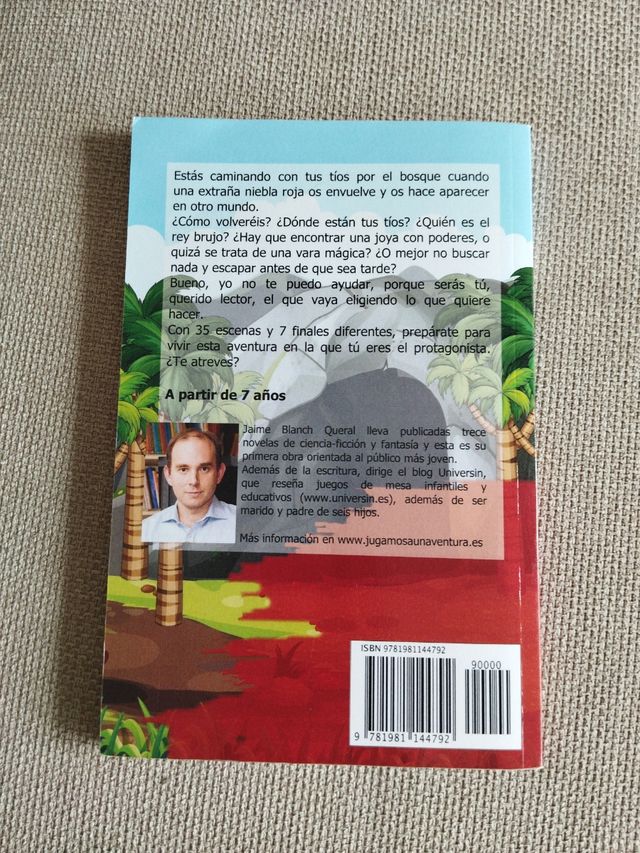 Estás caminando con tus tíos por el bosque cuando
una extraña niebla roja os envuelve y os hace aparecer
en otro mundo.
¿Cómo volveréis? ¿Dónde están tus tíos? ¿Quién es el
rey brujo? ¿Hay que encontrar una joya con poderes, o
quizá se trata de una vara mágica? ¿O mejor no buscar
nada y escapar antes de que sea tarde?
Bueno, yo no te puedo ayudar, porque serás tú,
querido lector, el que vaya eligiendo lo que quiere
hacer.
Con 35 escenas y 7 finales diferentes, prepárate para
vivir esta aventura en la que tú eres el protagonista.
¿Te atreves?
A partir de 7 años
Jaime Blanch Queral lleva publicadas trece
novelas de ciencia-ficción y fantasía y esta es su
primera obra orientada al público más joven.
Además de la escritura, dirige el blog Universin,
que reseña juegos de mesa infantiles y
educativos (www.universin.es), además de ser
marido y padre de seis hijos.
Más información en www.jugamosaunaventura.es
ISBN 9781981144792
90000
9 781981 144792